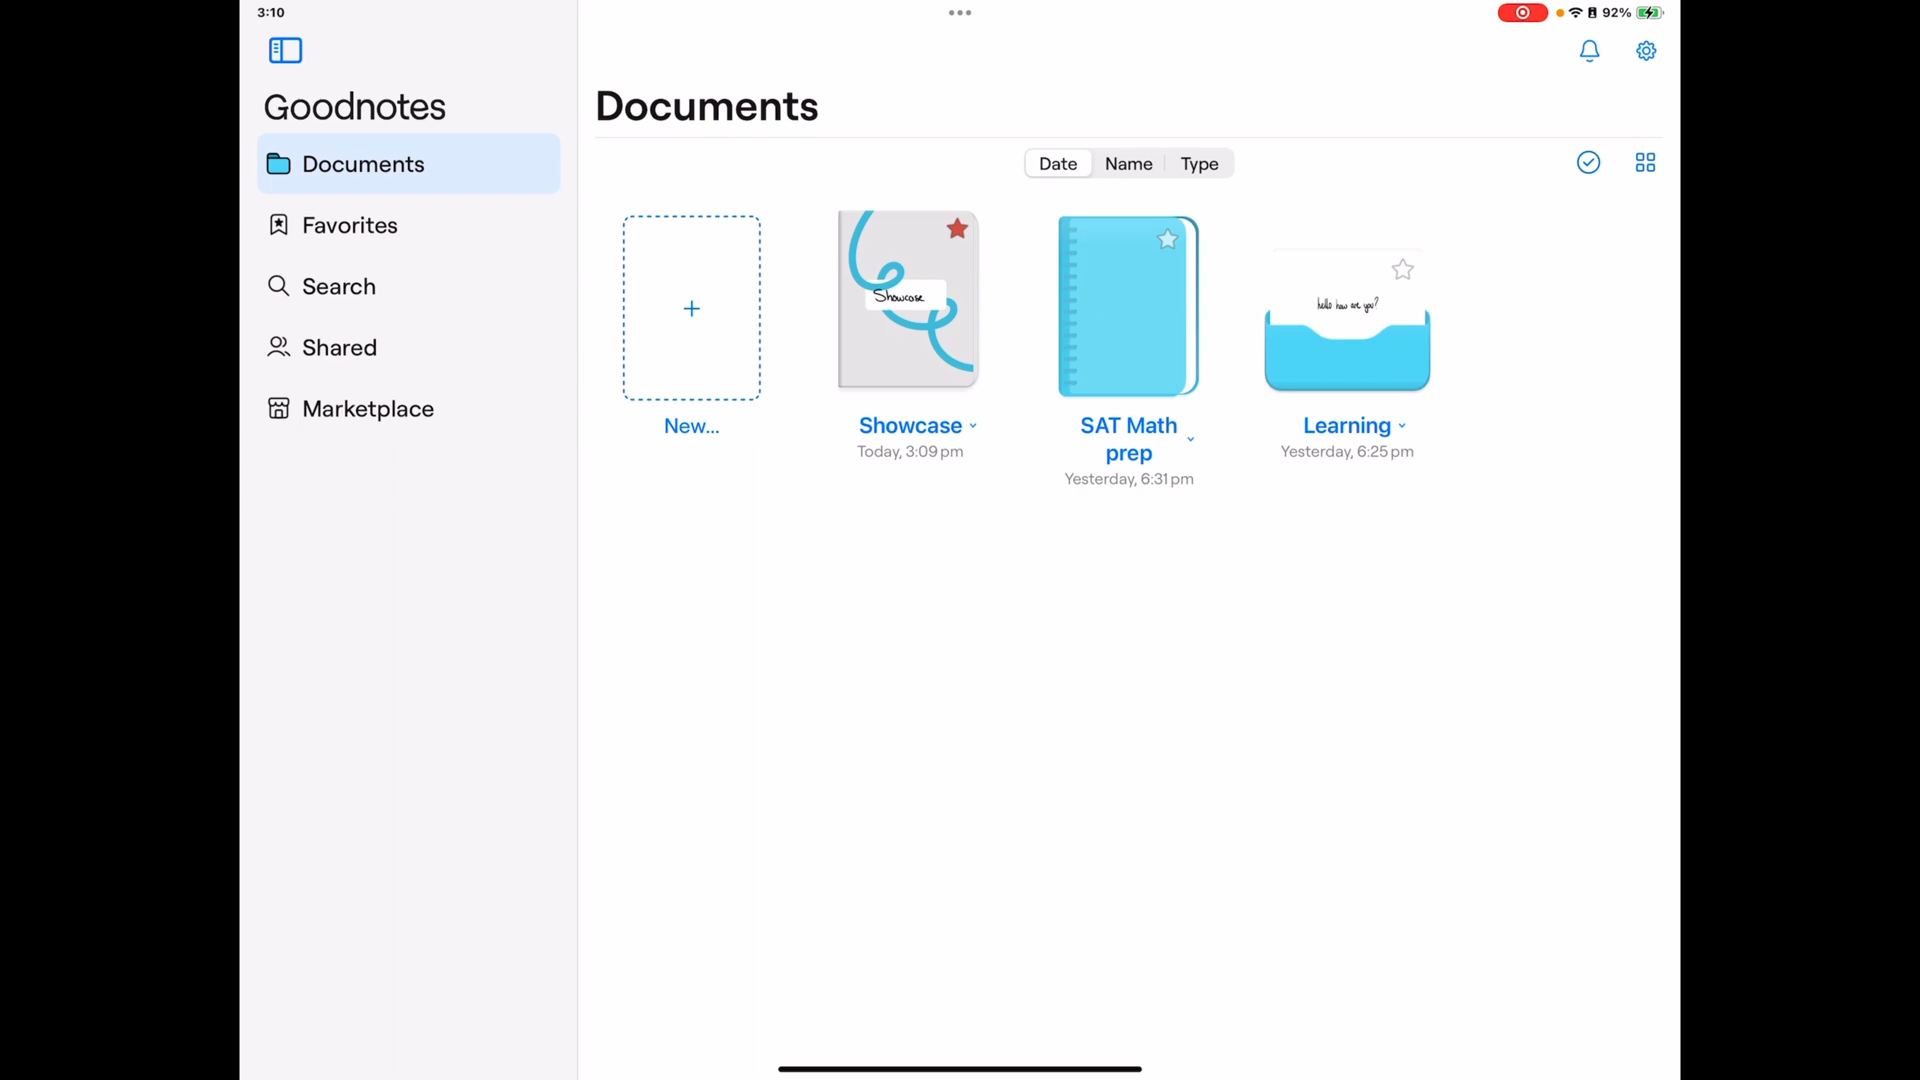 3:10
92%
Goodnotes
Documents
Favorites
Search
Shared
Marketplace
Documents
Date Name Type
New...
Showcase
Showcase
Today, 3:09 pm
SAT Math
prep
Yesterday, 6:31 pm
hello how are you?
Learning
Yesterday, 6:25 pm